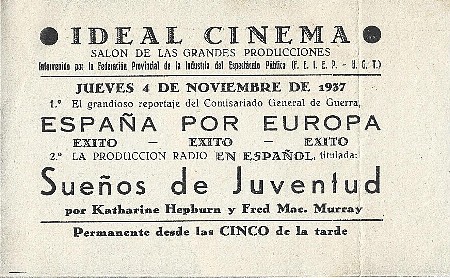 IDEAL CINEMA
SALON DE LAS GRANDES PRODUCCIONES
Intervenido por la Federación Provincial de la Industria del Espectáculo Público (F. E. I. E. P. - U. G. T.)
JUEVES 4 DE NOVIEMBRE DE 1937
1.º El grandioso reportaje del Comisariado General de Guerra,
ESPAÑA POR EUROPA
EXITO — EXITO — EXITO
2.º LA PRODUCCION RADIO EN ESPAÑOL, titulada:
Sueños de Juventud
por Katharine Hepburn y Fred Mac. Murray
Permanente desde las CINCO de la tarde